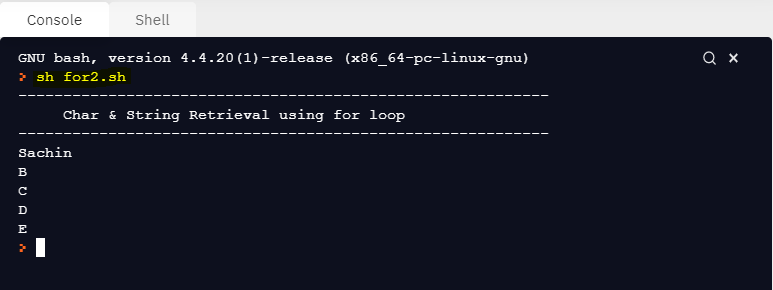 Console Shell
GNU bash, version 4.4.20(1)-release (x86_64-pc-linux-gnu)
> sh for2.sh
-----------------------------------------------------------
Char & String Retrieval using for loop
-----------------------------------------------------------
Sachin
B
C
D
E
>